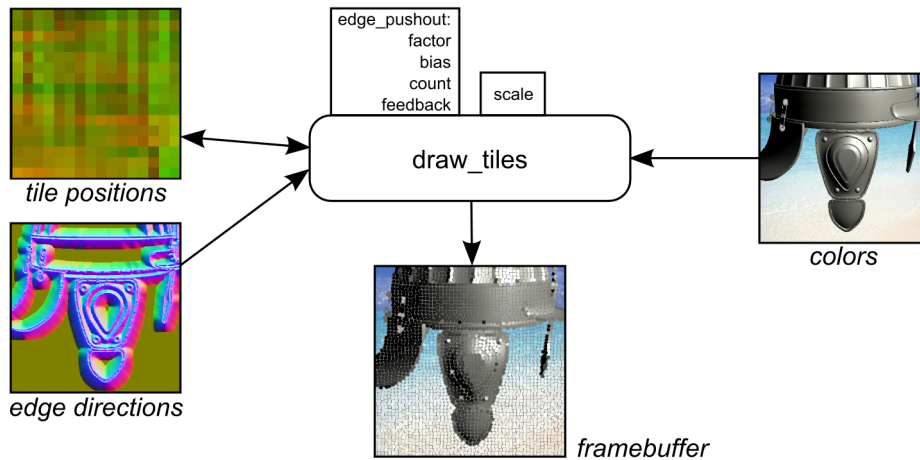 edge_pushout:
factor
bias
count
feedback
scale
draw_tiles
tile positions
edge directions
colors
framebuffer